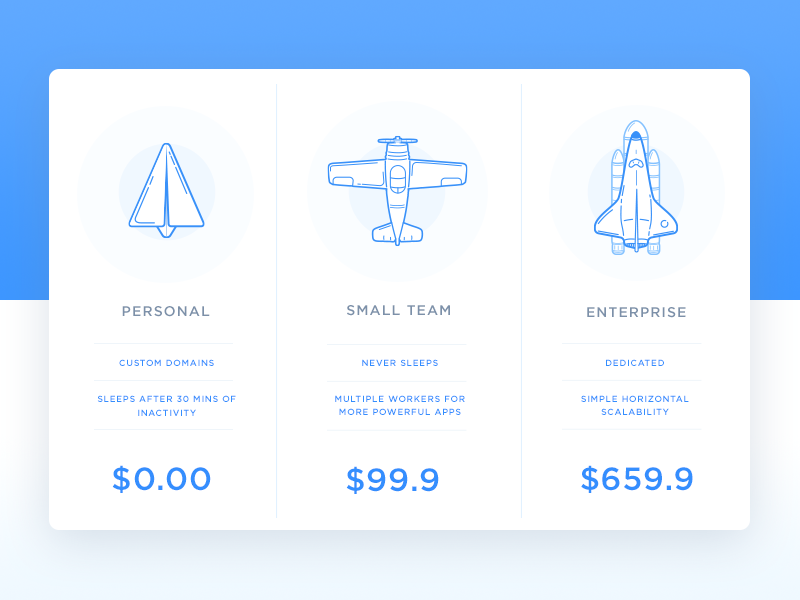 PERSONAL
CUSTOM DOMAINS
SLEEPS AFTER 30 MINS OF
INACTIVITY
$0.00
SMALL TEAM
NEVER SLEEPS
MULTIPLE WORKERS FOR
MORE POWERFUL APPS
$99.9
ENTERPRISE
DEDICATED
SIMPLE HORIZONTAL
SCALABILITY
$659.9